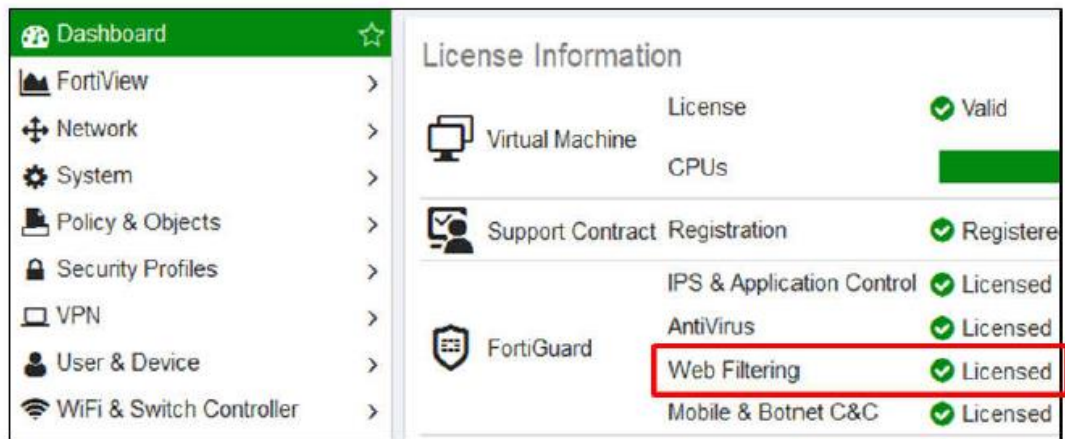 Dashboard
FortiView
Network
System
Policy & Objects
Security Profiles
VPN
User & Device
WiFi & Switch Controller
License Information
Virtual Machine
License Valid
CPUs
Support Contract Registration Registere
FortiGuard
IPS & Application Control Licensed
AntiVirus Licensed
Web Filtering Licensed
Mobile & Botnet C&C Licensed